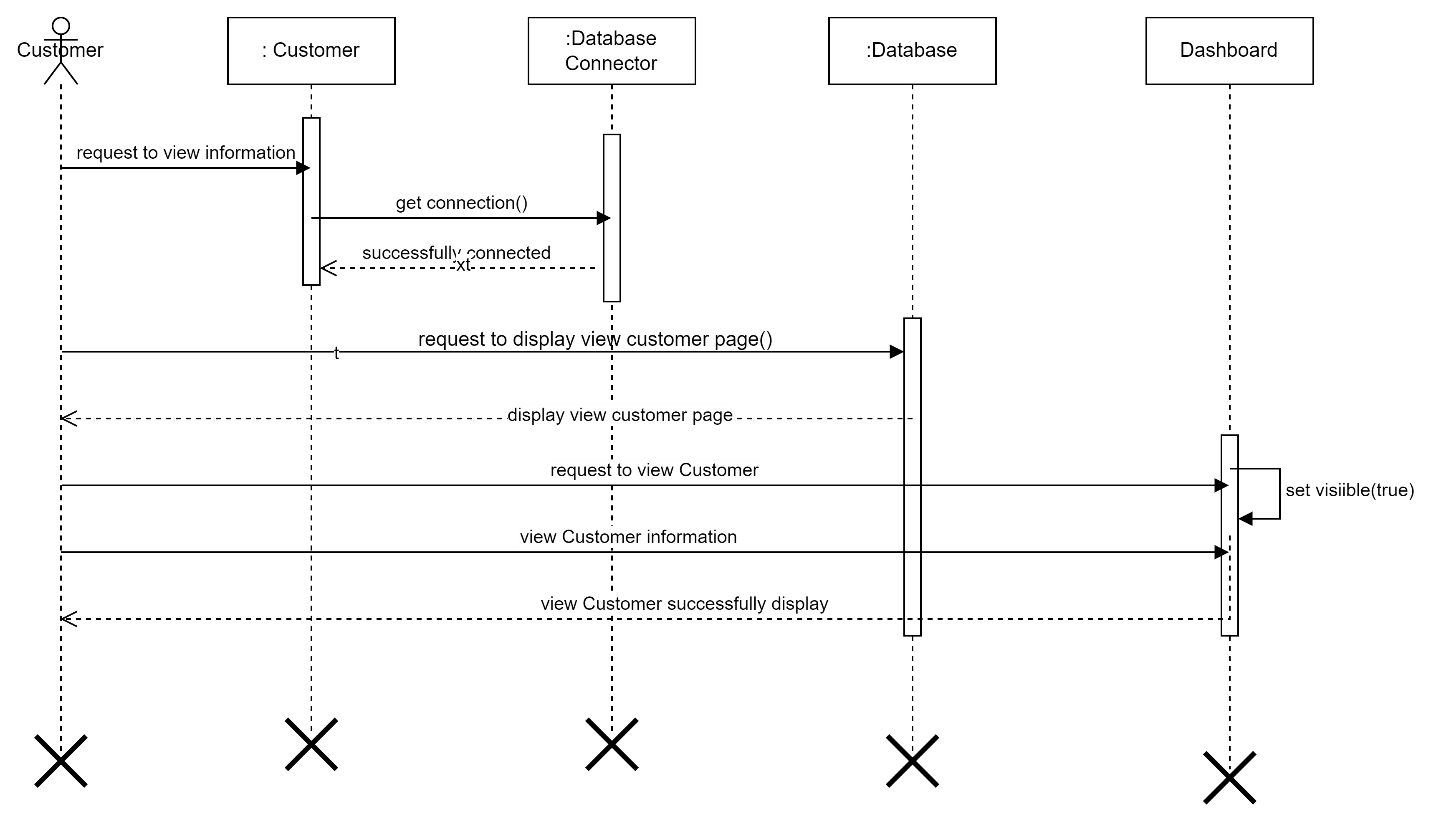 Customer
: Customer
:Database
Connector
:Database
Dashboard
request to view information
get connection()
successfully connected
xt
request to display view customer page()
t
display view customer page
request to view Customer
set visiible(true)
view Customer information
view Customer successfully display